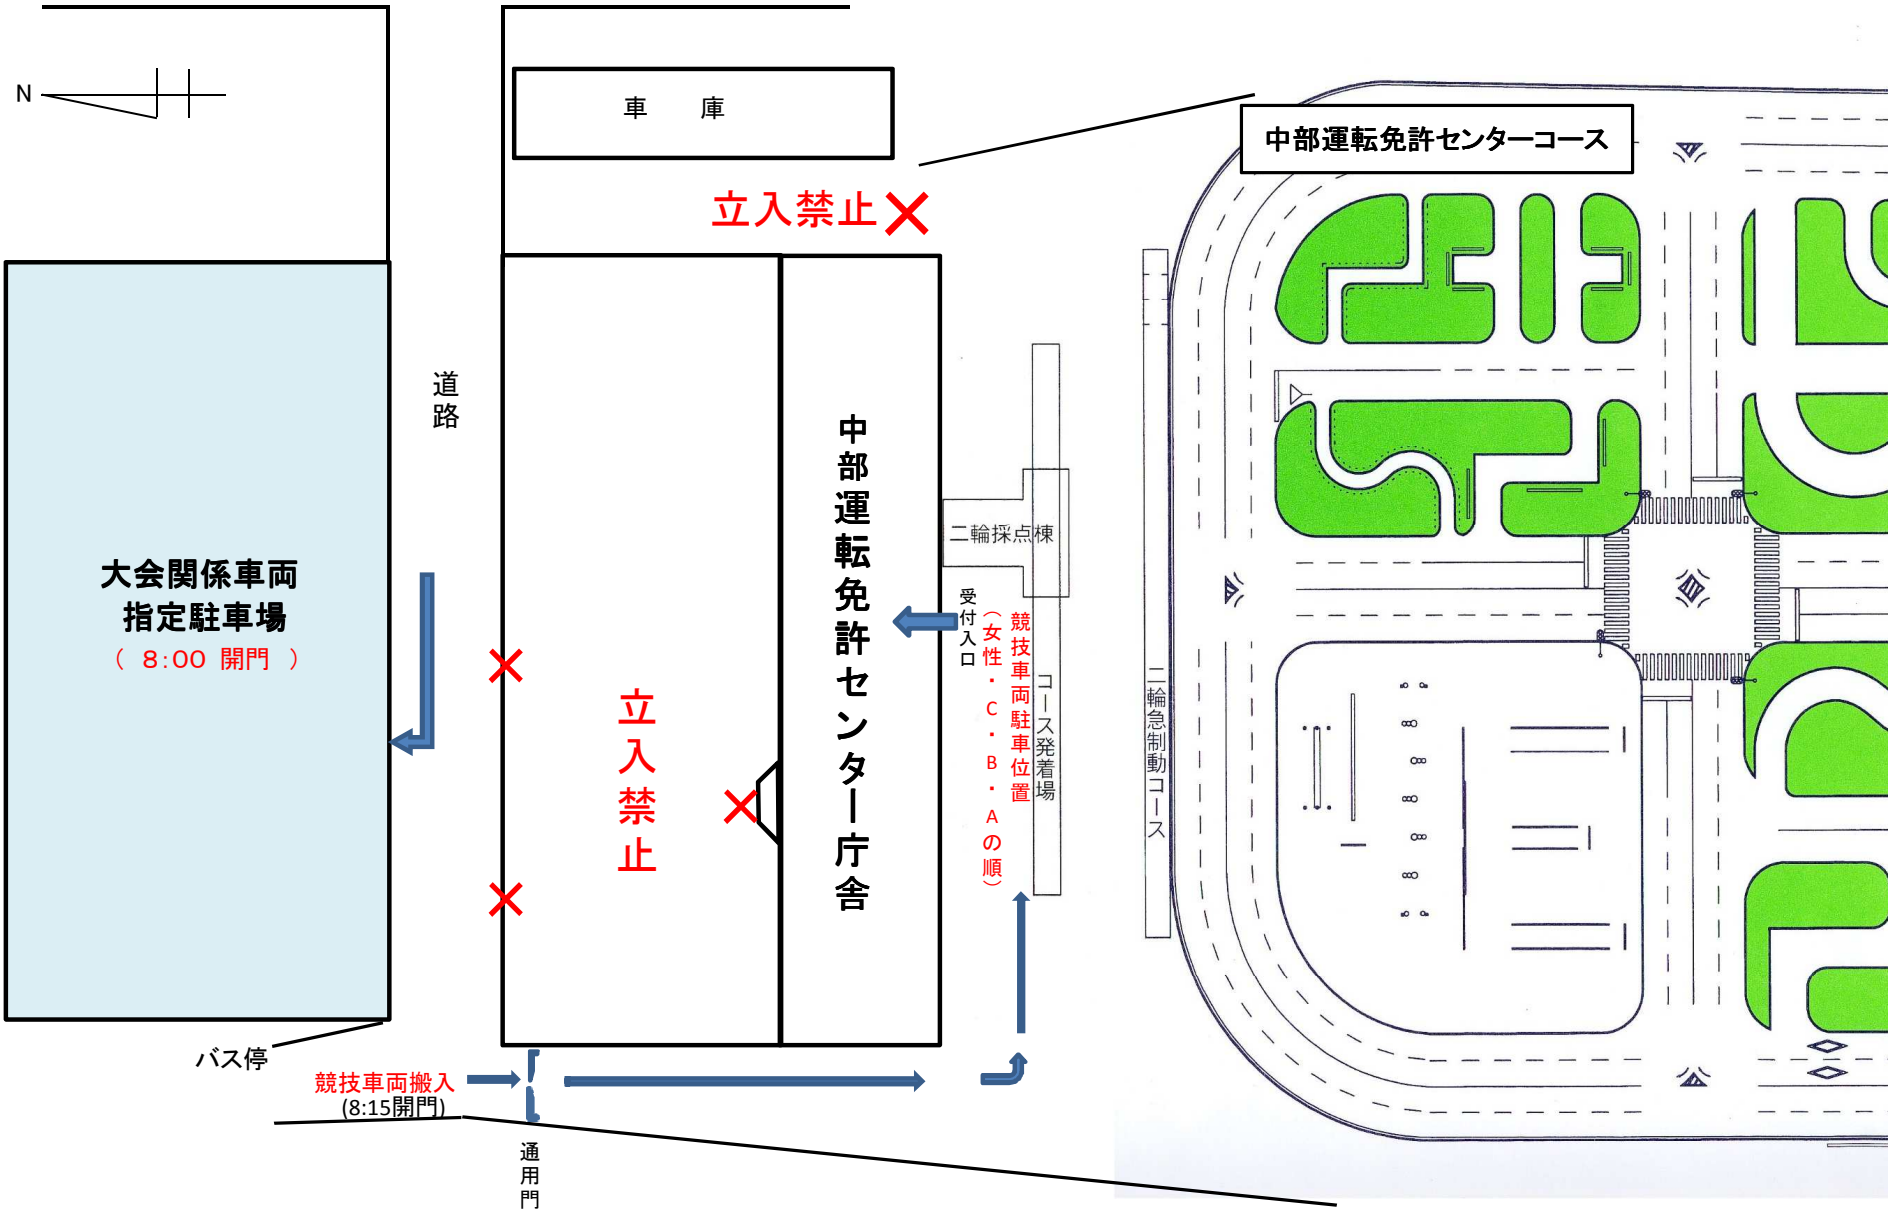 N
車　庫
中部運転免許センターコース
立入禁止
道路
中部運転免許センター庁舎
二輪採点棟
大会関係車両
指定駐車場
（ 8:00 開門 ）
受付入口
競技車両駐車位置
（女性・C・B・Aの順）
コース発着場
二輪急制動コース
立入禁止
バス停
競技車両搬入
(8:15開門)
通用門